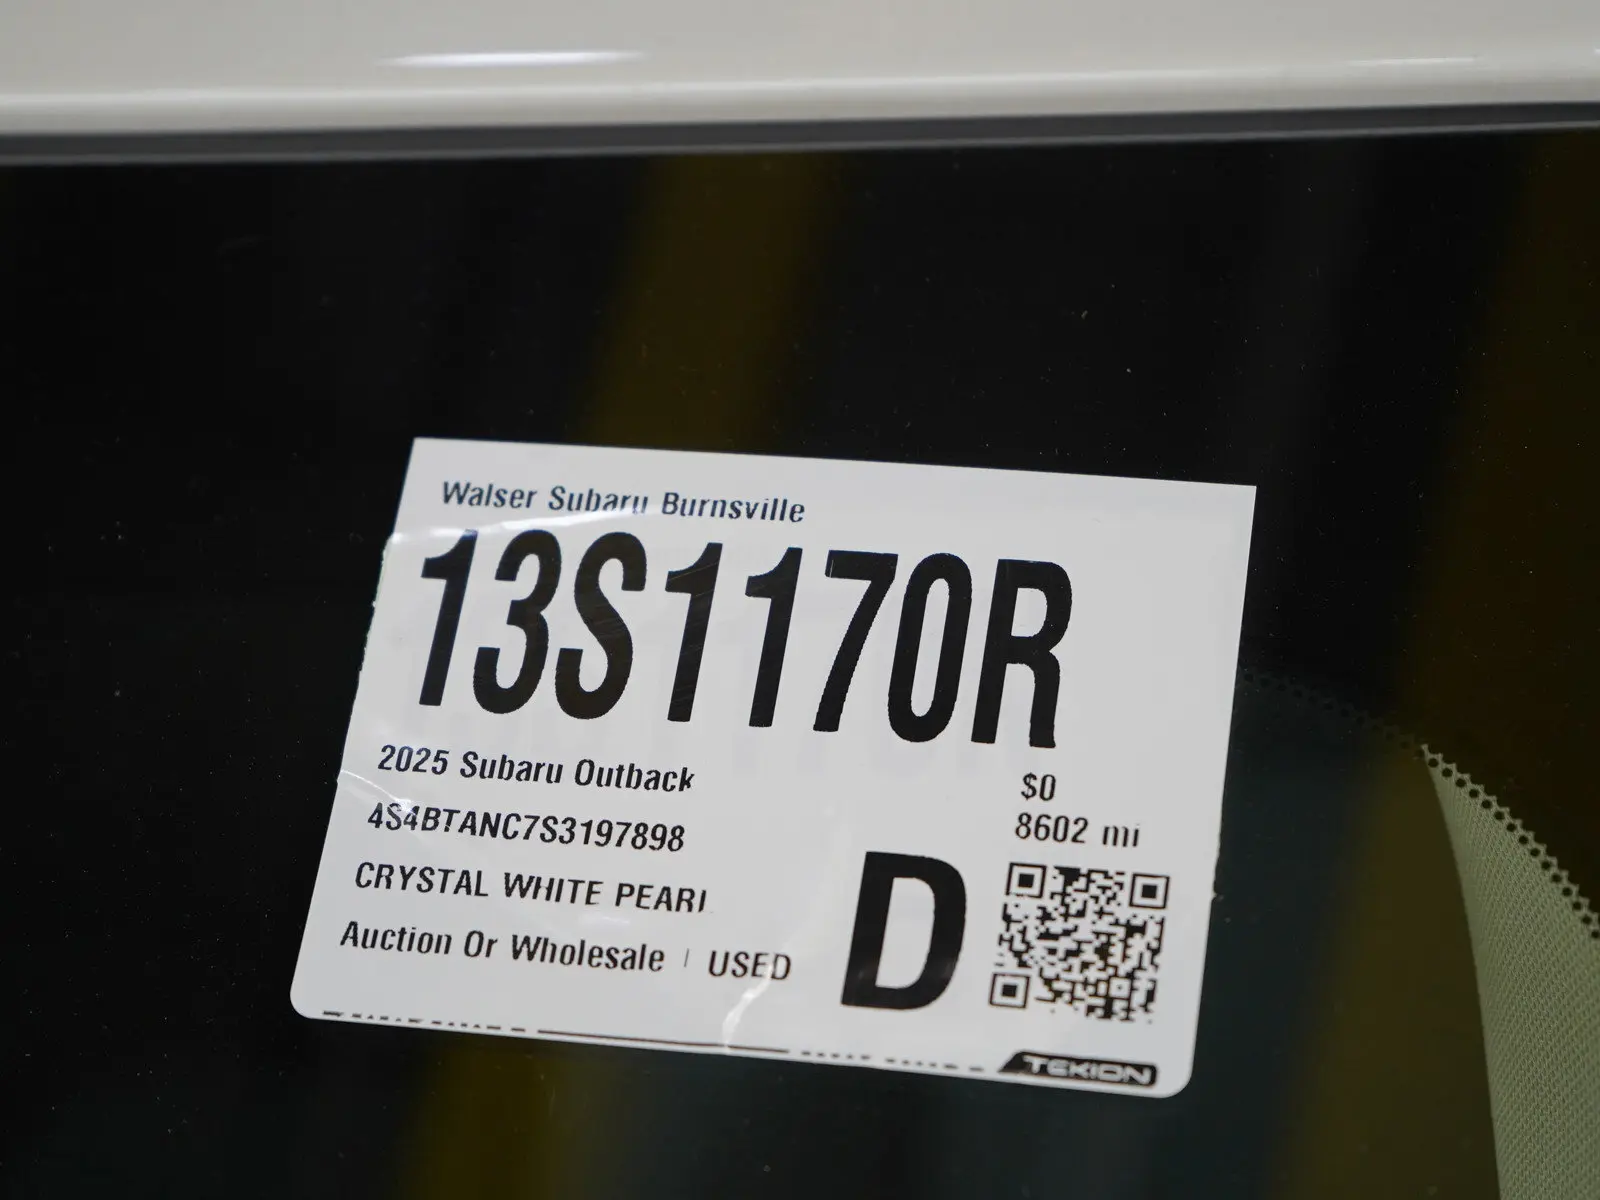 Walser Subaru Burnsville
13S1170R
2025 Subaru Outback
$0
4S4BTANC7S3197898
8602 mi
CRYSTAL WHITE PEARL
Auction Or Wholesale | USED
D
TEKION